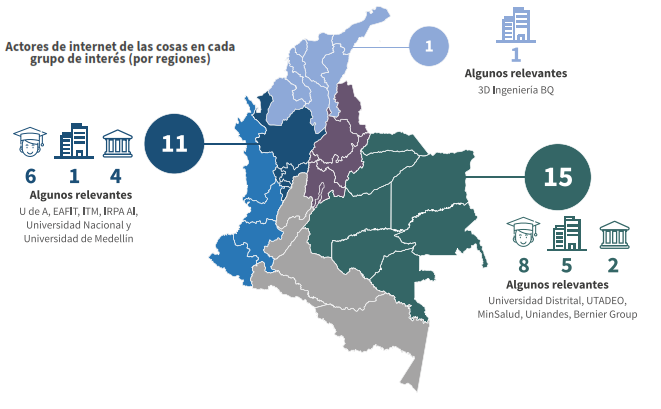 Actores de internet de las cosas en cada
grupo de interés (por regiones)
1
1
Algunos relevantes
3D Ingeniería BQ
11
6 1 4
Algunos relevantes
U de A, EAFIT, ITM, IRPA AI,
Universidad Nacional y
Universidad de Medellín
15
8 5 2
Algunos relevantes
Universidad Distrital, UTADEO,
MinSalud, Uniandes, Bernier Group